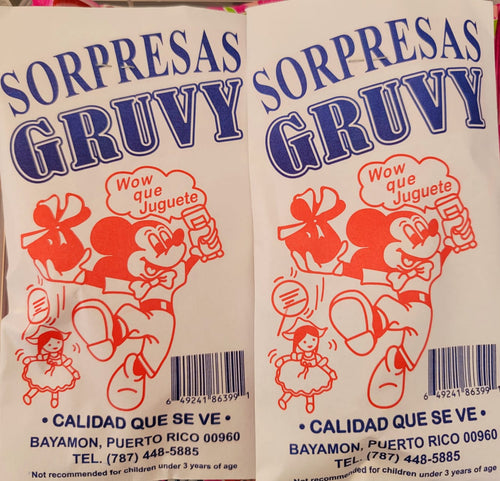 SORPRESAS
GRUVY
Wow
que
Juguete
6 49241 86399 1
• CALIDAD QUE SE VE •
BAYAMON, PUERTO RICO 00960
TEL. (787) 448-5885
Not recommended for children under 3 years of age
SORPRESAS
GRUVY
Wow
que
Juguete
6 49241 86399
• CALIDAD QUE SE VE •
BAYAMON, PUERTO RICO 00960
TEL. (787) 448-5885
Not recommended for children under 3 years of age